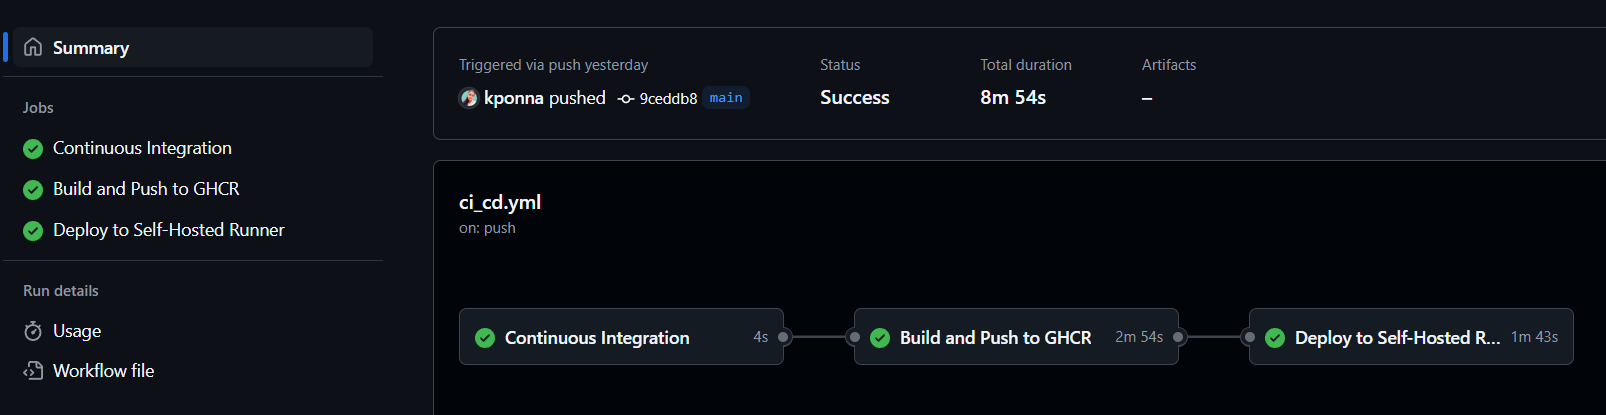 Summary
Jobs
Continuous Integration
Build and Push to GHCR
Deploy to Self-Hosted Runner
Run details
Usage
Workflow file
Triggered via push yesterday
kponna pushed 9ceddb8 main
Status
Success
Total duration
8m 54s
Artifacts
–
ci_cd.yml
on: push
Continuous Integration 4s
Build and Push to GHCR 2m 54s
Deploy to Self-Hosted R... 1m 43s